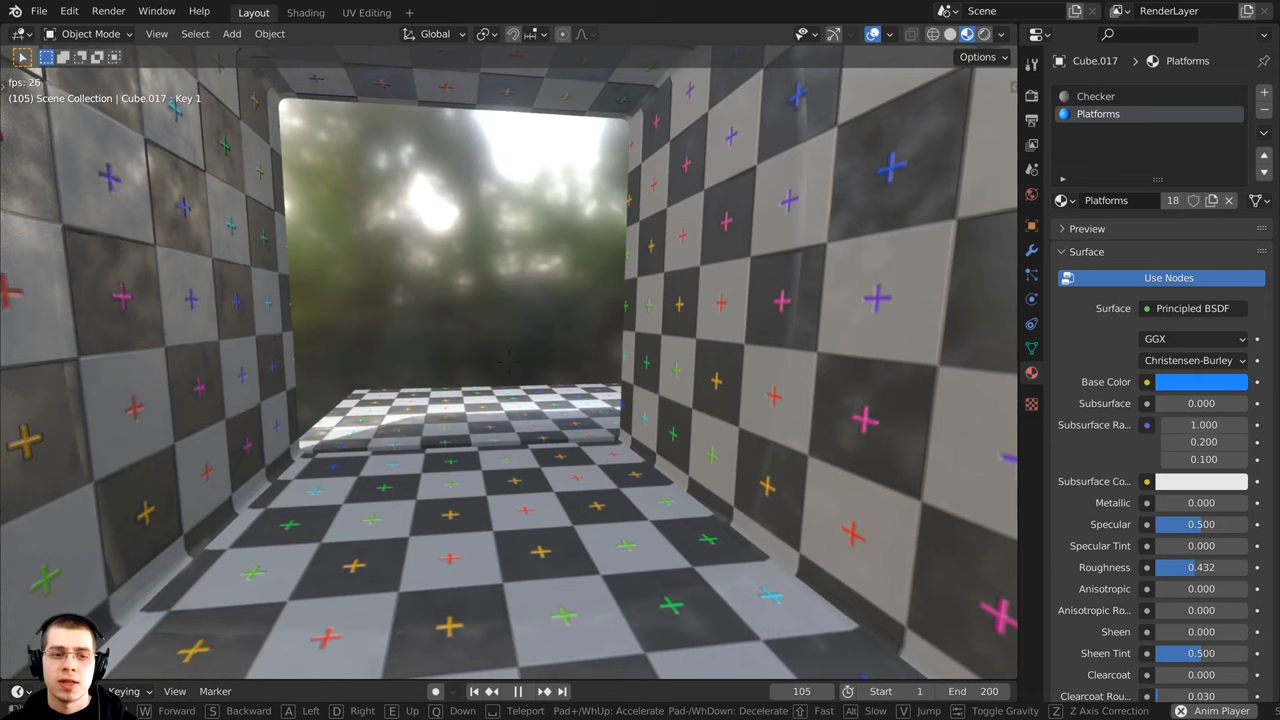 File Edit Render Window Help Layout Shading UV Editing + Scene RenderLayer
Object Mode View Select Add Object Global
Options
fps: 26
(105) Scene Collection | Cube.017 : Key 1
Cube.017 > Platforms
Checker
Platforms
Platforms 18
Preview
Surface
Use Nodes
Surface Principled BSDF
GGX
Christensen-Burley
Base Color
Subsurface 0.000
Subsurface Ra... 1.000
0.200
0.100
Subsurface Co...
Metallic 0.000
Specular 0.500
Specular Tint 0.000
Roughness 0.432
Anisotropic 0.000
Anisotropic Ro... 0.000
Sheen 0.000
Sheen Tint 0.500
Clearcoat 0.000
Clearcoat Rou... 0.030
Keying View Marker 105 Start 1 End 200
W Forward S Backward A Left D Right E Up Q Down Teleport Pad+/WhUp: Accelerate Pad-/WhDown: Decelerate Fast Alt Slow V Jump Toggle Gravity Z Axis Correction Anim Player